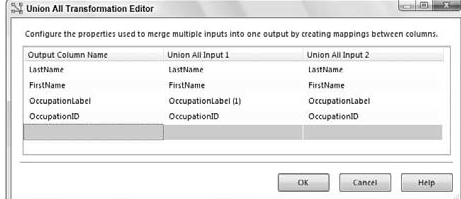 Union All Transformation Editor
Configure the properties used to merge multiple inputs into one output by creating mappings between columns.
Output Column Name Union All Input 1 Union All Input 2
LastName LastName LastName
FirstName FirstName FirstName
OccupationLabel OccupationLabel (1) OccupationLabel
OccupationID OccupationID OccupationID
OK Cancel Help